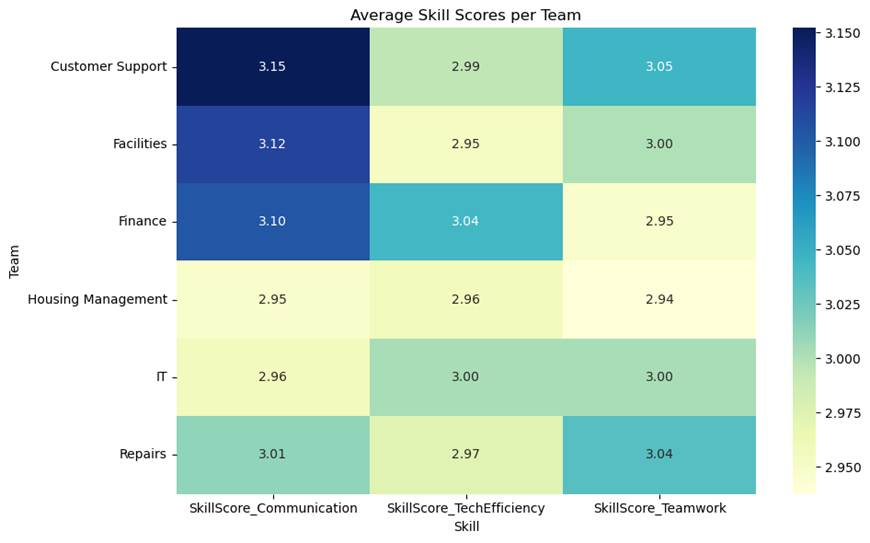 Average Skill Scores per Team
Team
Customer Support 3.15 2.99 3.05
Facilities 3.12 2.95 3.00
Finance 3.10 3.04 2.95
Housing Management 2.95 2.96 2.94
IT 2.96 3.00 3.00
Repairs 3.01 2.97 3.04
SkillScore_Communication SkillScore_TechEfficiency SkillScore_Teamwork
Skill
3.150
3.125
3.100
3.075
3.050
3.025
3.000
2.975
2.950